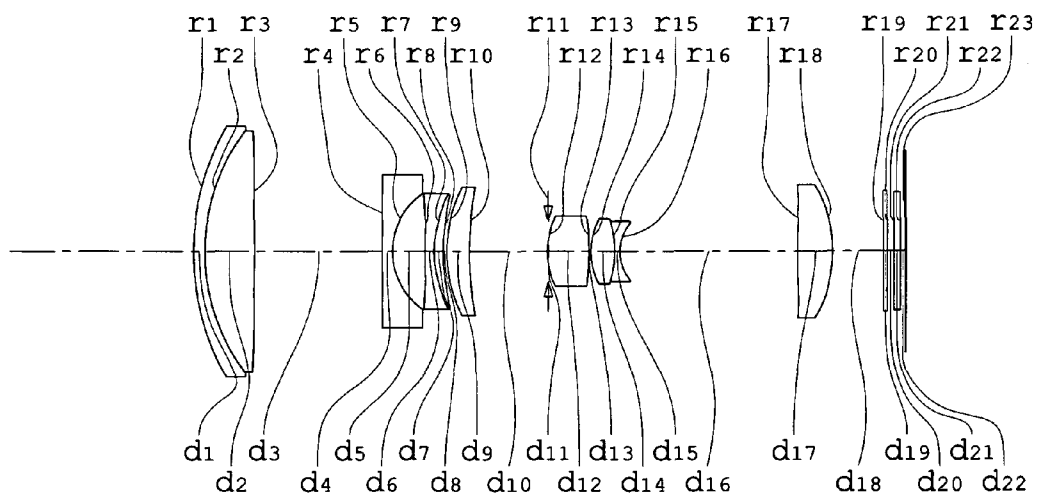 r1 r3 r5 r7 r9 r11 r13 r15 r17 r19 r21 r23
r2 r4 r6 r8 r10 r12 r14 r16 r18 r20 r22
d1 d3 d5 d7 d9 d11 d13 d15 d17 d19 d21
d2 d4 d6 d8 d10 d12 d14 d16 d18 d20 d22